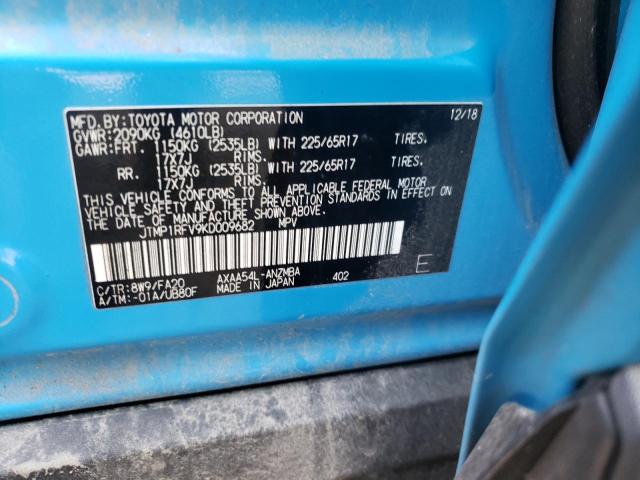 MFD.BY:TOYOTA MOTOR CORPORATION 12/18
GVWR:2090KG (4610LB)
GAWR:FRT. 1150KG (2535LB) WITH 225/65R17 TIRES.
17X7J RIMS.
RR. 1150KG (2535LB) WITH 225/65R17 TIRES.
17X7J RIMS.
THIS VEHICLE CONFORMS TO ALL APPLICABLE FEDERAL MOTOR
VEHICLE SAFETY AND BUMPER STANDARDS IN EFFECT ON
THE DATE OF MANUFACTURE SHOWN ABOVE.
JTMP1RFV9KD009682 MPV
C/TR:8W9/FA20 AXAA54L-ANZMBA 402
A/TM:-01A/UB80F MADE IN JAPAN E